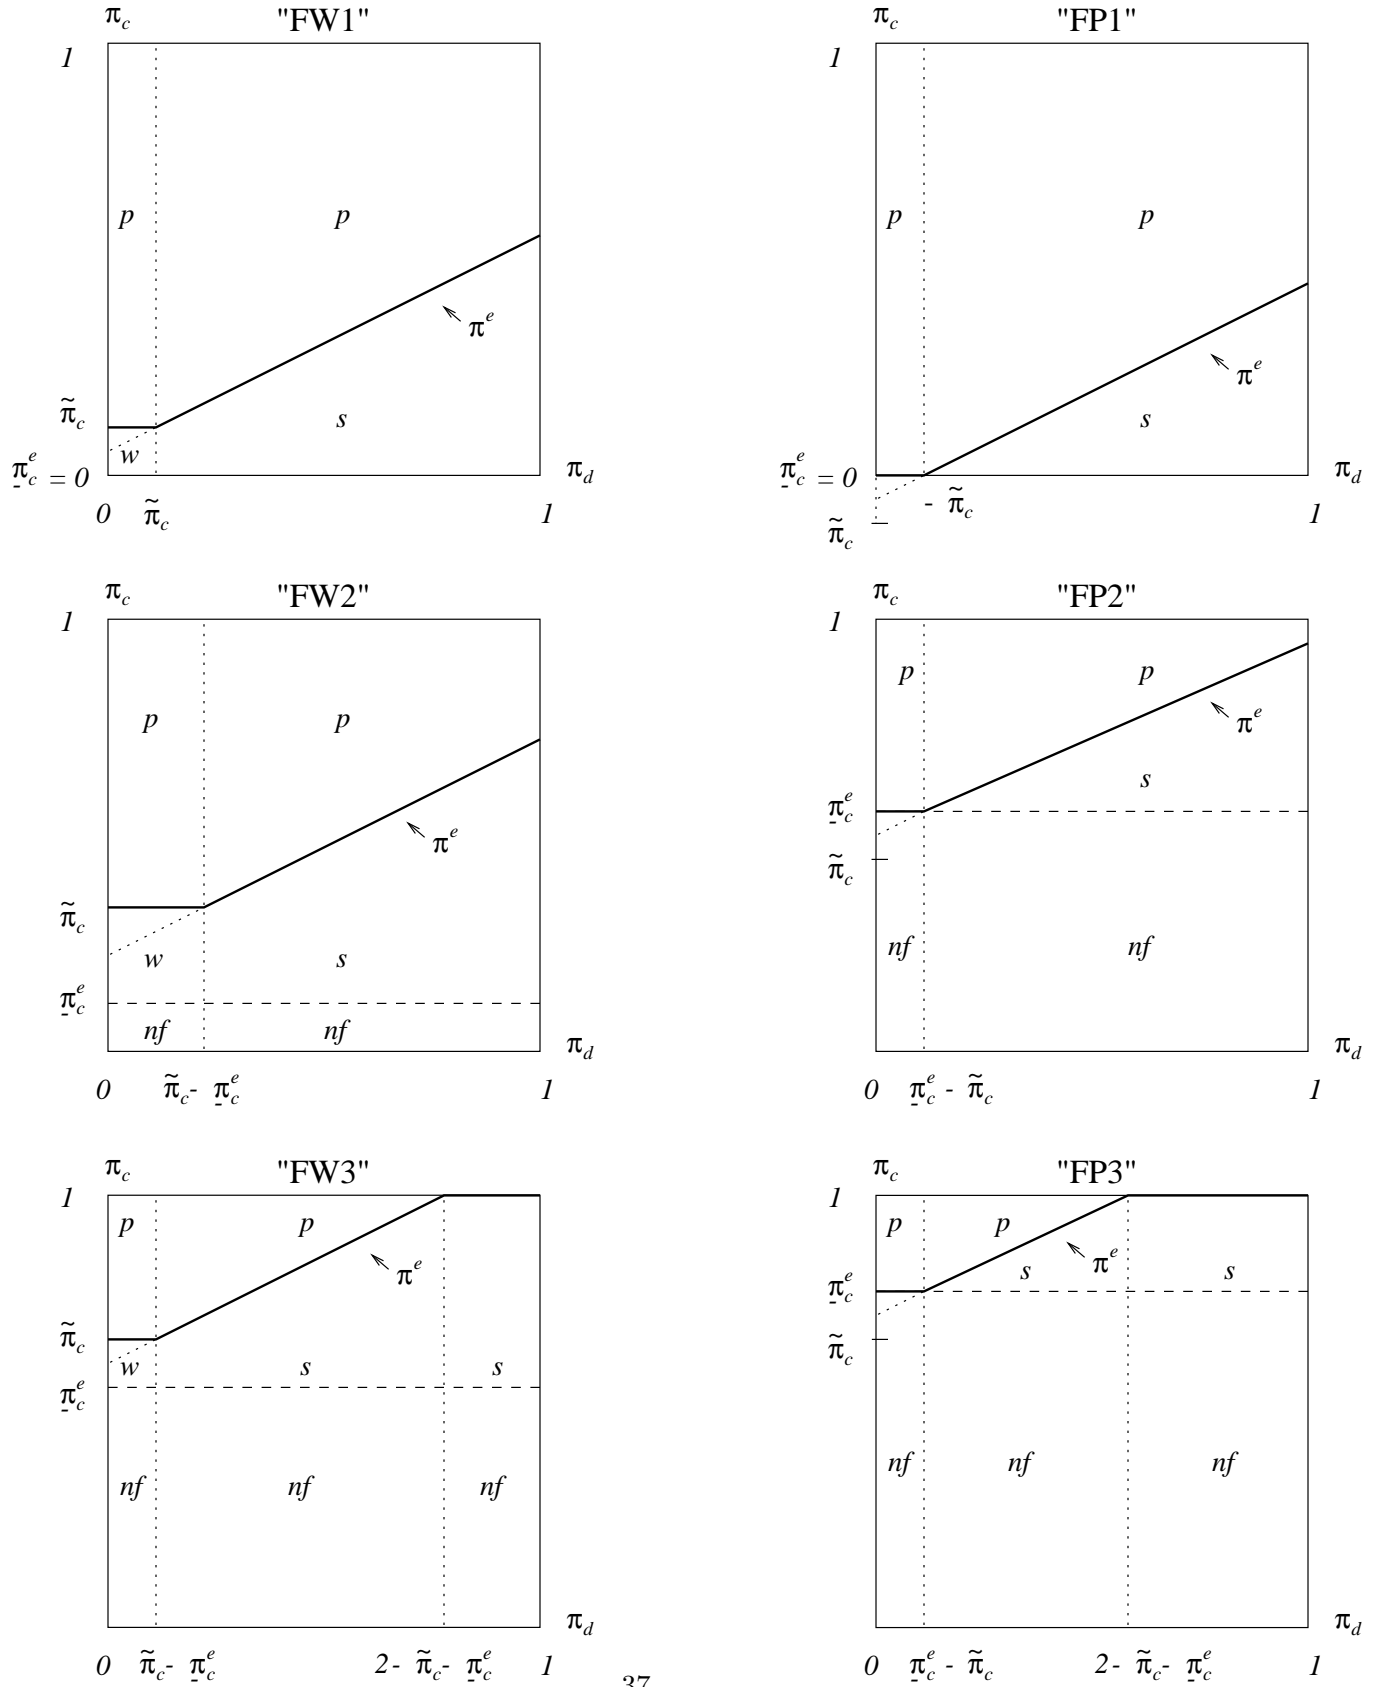 π_c "FW1" π_c "FP1"
1 1
p p p p
π^e π^e
π̃_c s s
w
π̲_c^e = 0 π_d π̲_c^e = 0 π_d
0 π̃_c 1 - π̃_c 1
π̃_c
π_c "FW2" π_c "FP2"
1 1
p p p p
π^e π^e
s
π̲_c^e
π̃_c π̃_c
w s nf nf
π̲_c^e
nf nf
π_d π_d
0 π̃_c - π̲_c^e 1 0 π̲_c^e - π̃_c 1
π_c "FW3" π_c "FP3"
1 1
p p p p
π^e π^e
s s
π̲_c^e
π̃_c π̃_c
w s s
π̲_c^e
nf nf nf nf nf nf
π_d π_d
0 π̃_c - π̲_c^e 2 - π̃_c - π̲_c^e 1 0 π̲_c^e - π̃_c 2 - π̃_c - π̲_c^e 1
37